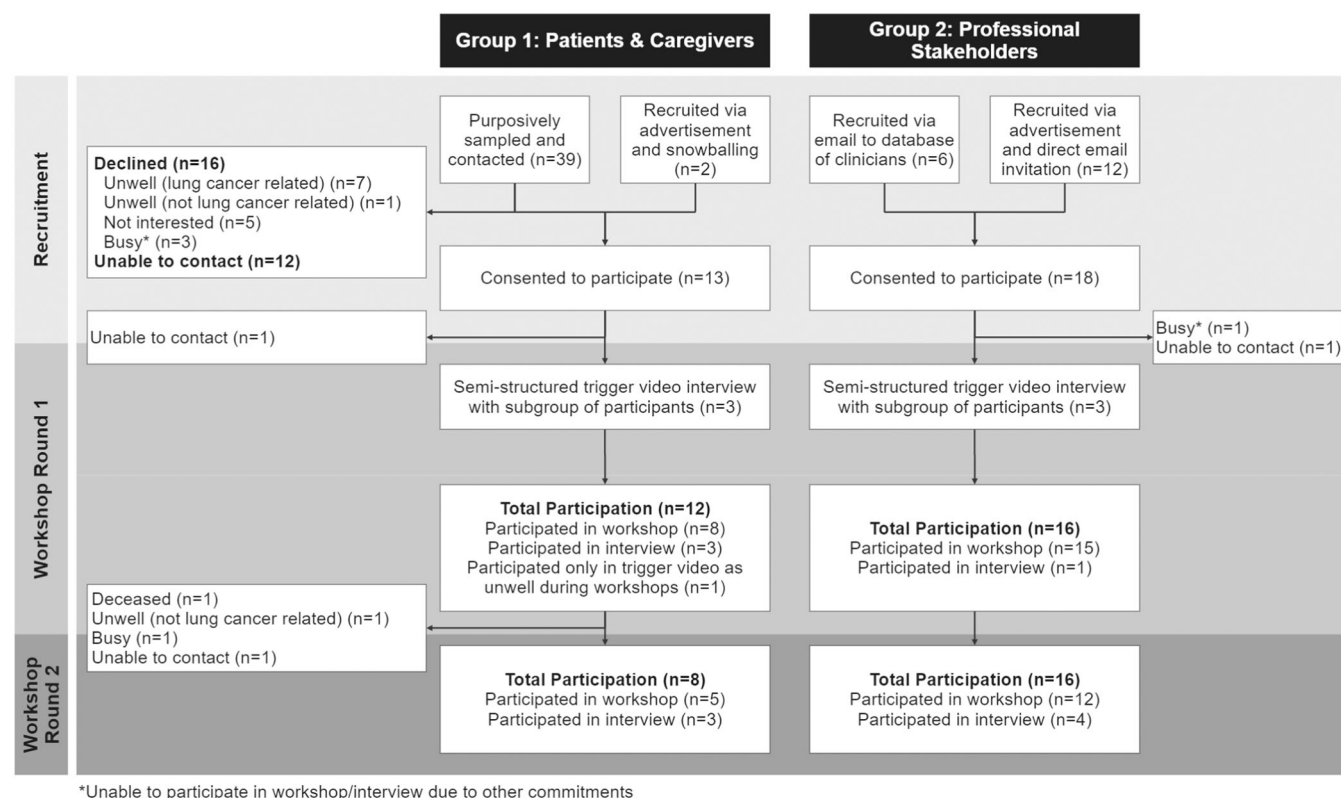 Group 1: Patients & Caregivers
Group 2: Professional
Stakeholders
Recruitment
Purposively
sampled and
contacted (n=39)
Recruited via
advertisement
and snowballing
(n=2)
Recruited via
email to database
of clinicians (n=6)
Recruited via
advertisement
and direct email
invitation (n=12)
Declined (n=16)
Unwell (lung cancer related) (n=7)
Unwell (not lung cancer related) (n=1)
Not interested (n=5)
Busy* (n=3)
Unable to contact (n=12)
Consented to participate (n=13)
Consented to participate (n=18)
Unable to contact (n=1)
Busy* (n=1)
Unable to contact (n=1)
Workshop Round 1
Semi-structured trigger video interview
with subgroup of participants (n=3)
Semi-structured trigger video interview
with subgroup of participants (n=3)
Total Participation (n=12)
Participated in workshop (n=8)
Participated in interview (n=3)
Participated only in trigger video as
unwell during workshops (n=1)
Total Participation (n=16)
Participated in workshop (n=15)
Participated in interview (n=1)
Deceased (n=1)
Unwell (not lung cancer related) (n=1)
Busy (n=1)
Unable to contact (n=1)
Workshop
Round 2
Total Participation (n=8)
Participated in workshop (n=5)
Participated in interview (n=3)
Total Participation (n=16)
Participated in workshop (n=12)
Participated in interview (n=4)
*Unable to participate in workshop/interview due to other commitments